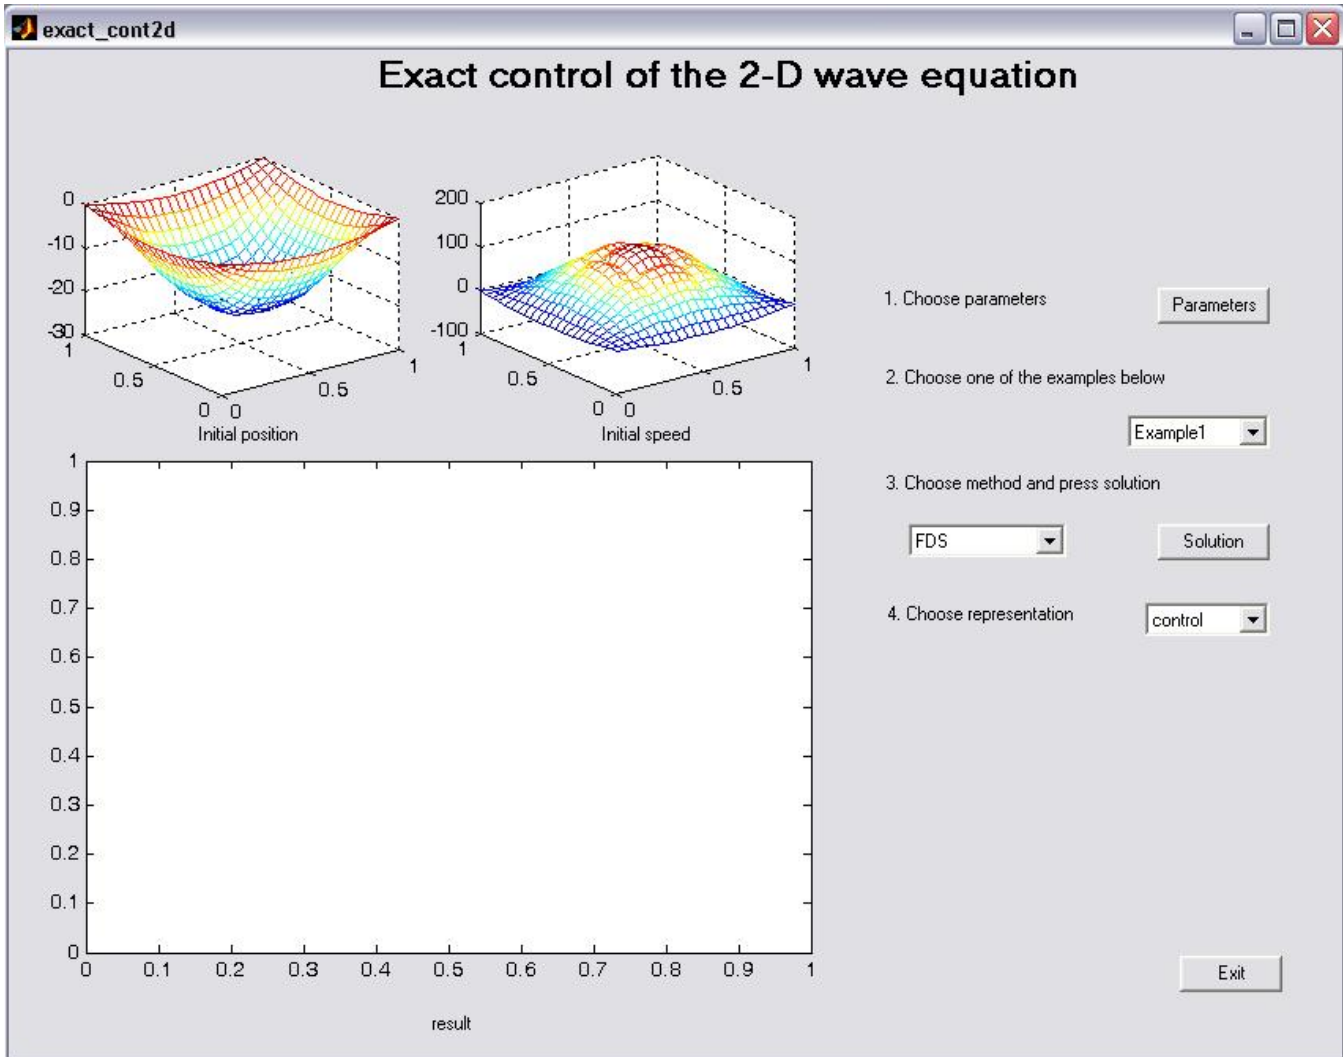 exact_cont2d
Exact control of the 2-D wave equation
0
-10
-20
-30
1
0.5
0 0
0.5
1
Initial position
200
100
0
-100
1
0.5
0 0
0.5
1
Initial speed
1. Choose parameters
Parameters
2. Choose one of the examples below
Example1
3. Choose method and press solution
FDS
Solution
4. Choose representation
control
1
0.9
0.8
0.7
0.6
0.5
0.4
0.3
0.2
0.1
0
0 0.1 0.2 0.3 0.4 0.5 0.6 0.7 0.8 0.9 1
result
Exit